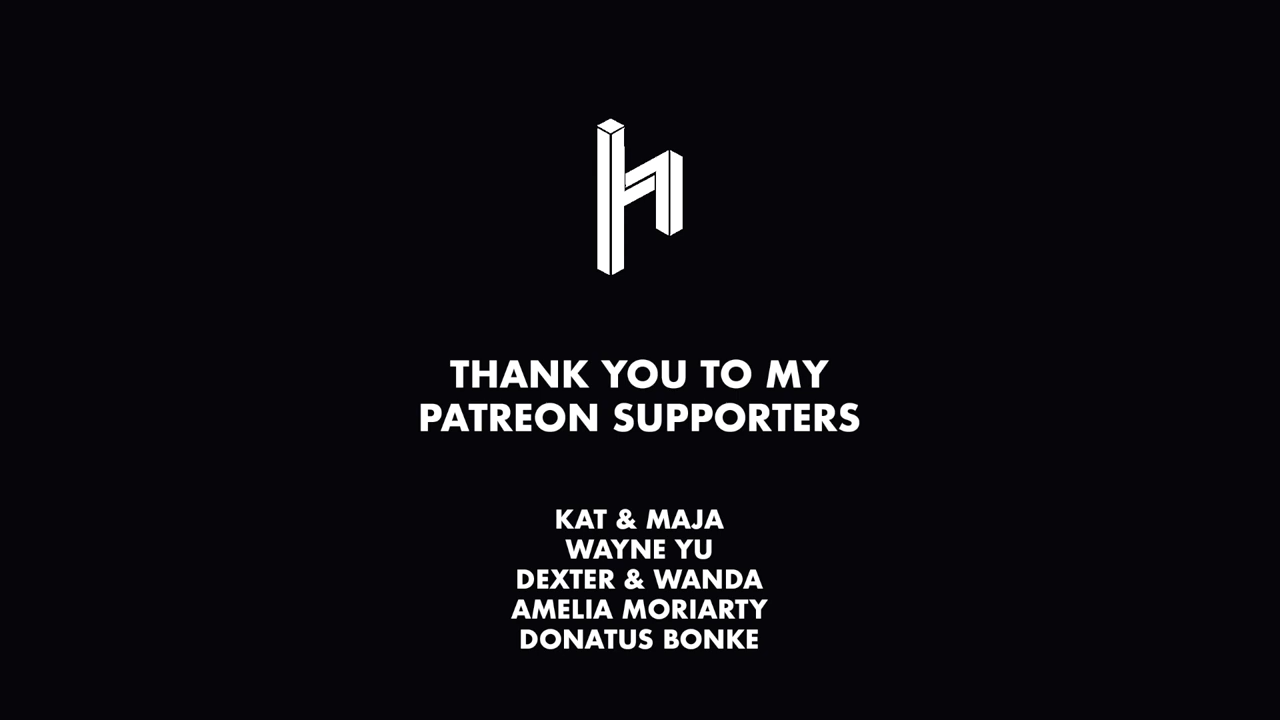 THANK YOU TO MY
PATREON SUPPORTERS
KAT & MAJA
WAYNE YU
DEXTER & WANDA
AMELIA MORIARTY
DONATUS BONKE